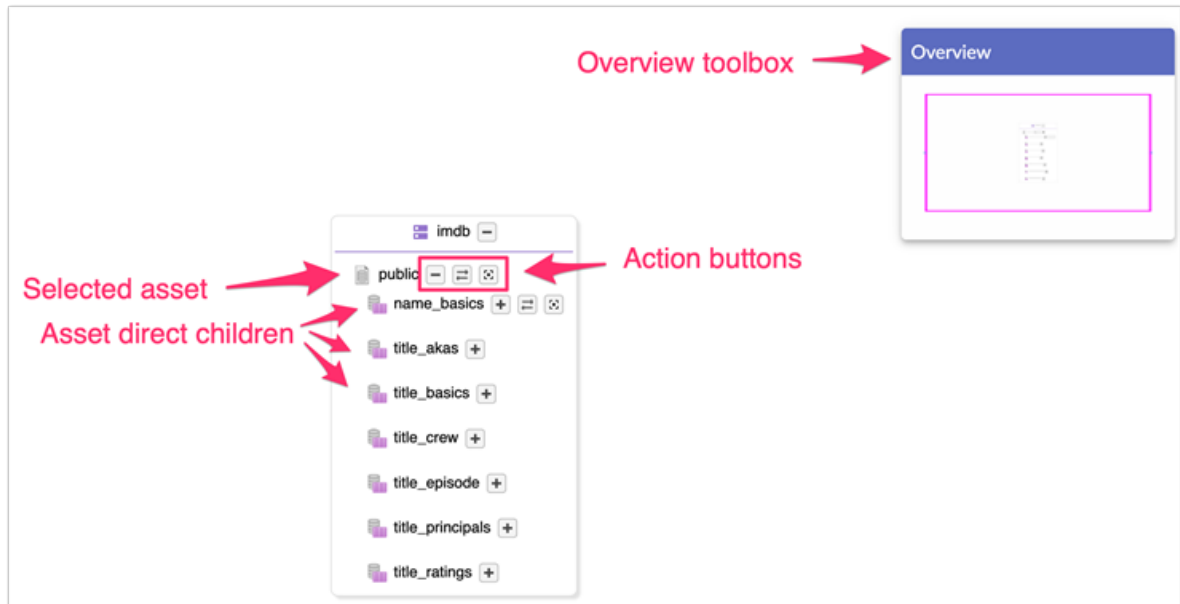 Overview toolbox
Overview
imdb
public
Action buttons
Selected asset
name_basics
Asset direct children
title_akas
title_basics
title_crew
title_episode
title_principals
title_ratings